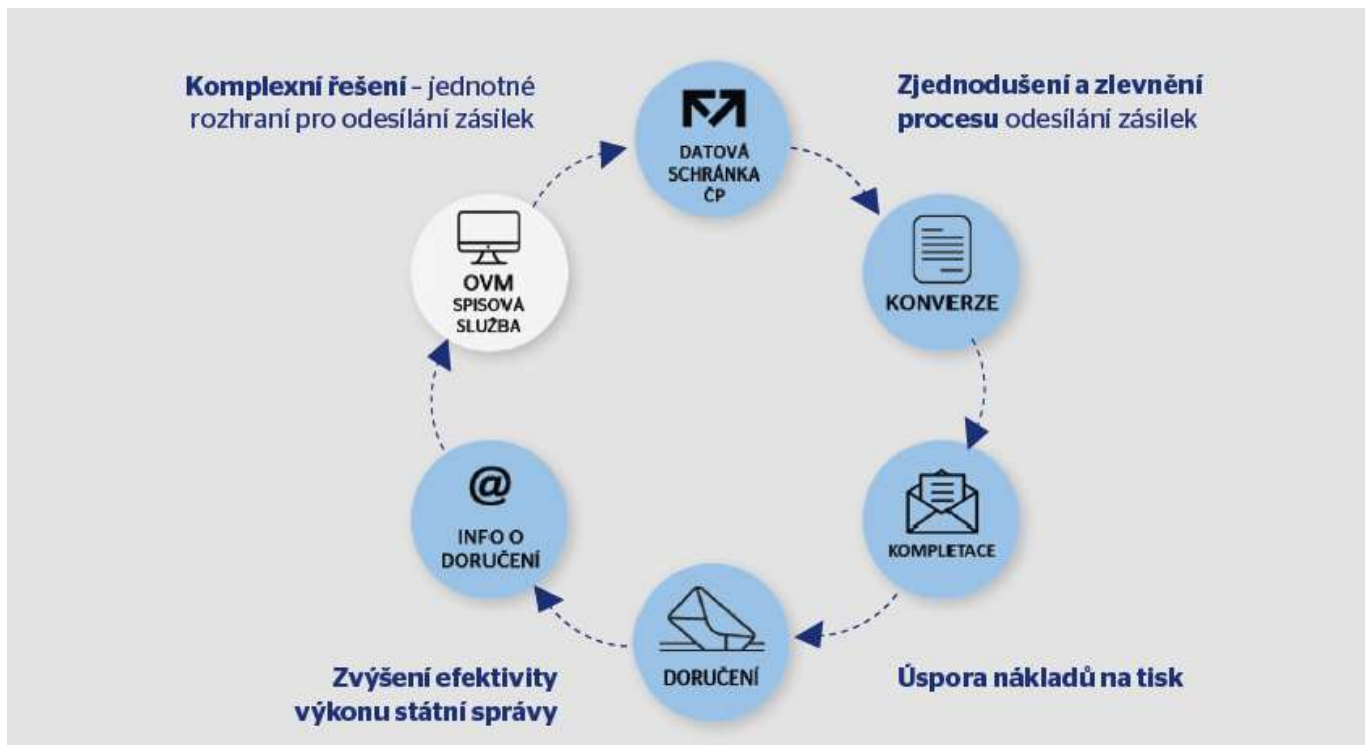 Komplexní řešení – jednotné
rozhraní pro odesílání zásilek
Zjednodušení a zlevnění
procesu odesílání zásilek
DATOVÁ
SCHRÁNKA
ČP
KONVERZE
KOMPLETACE
DORUČENÍ
@
INFO O
DORUČENÍ
OVM
SPISOVÁ
SLUŽBA
Zvýšení efektivity
výkonu státní správy
Úspora nákladů na tisk